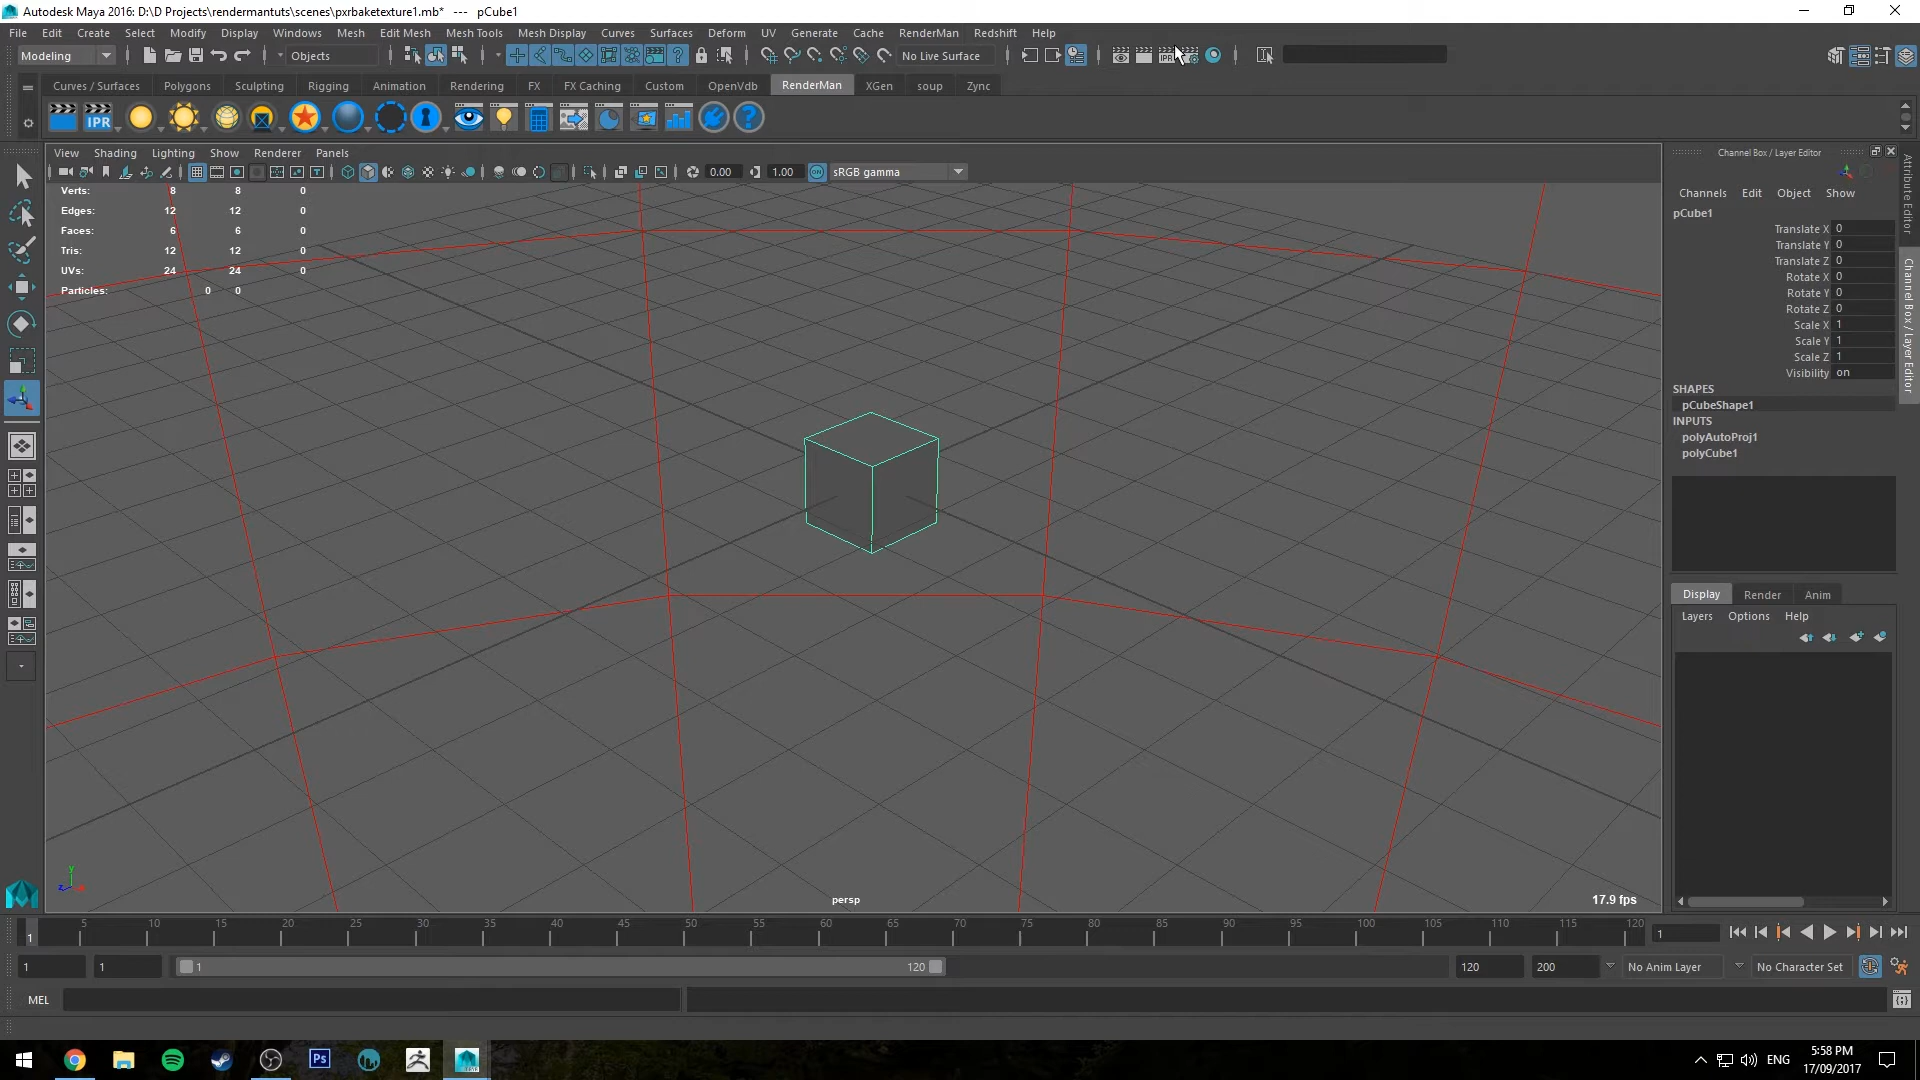 Autodesk Maya 2016: D:\D Projects\rendermantuts\scenes\pxrbaketexture1.mb* --- pCube1
File Edit Create Select Modify Display Windows Mesh Edit Mesh Mesh Tools Mesh Display Curves Surfaces Deform UV Generate Cache RenderMan Redshift Help
Modeling Objects No Live Surface
Curves / Surfaces Polygons Sculpting Rigging Animation Rendering FX FX Caching Custom OpenVdb RenderMan XGen soup Zync
IPR
View Shading Lighting Show Renderer Panels
0.00 1.00 sRGB gamma
Verts: 8 8 0
Edges: 12 12 0
Faces: 6 6 0
Tris: 12 12 0
UVs: 24 24 0
Particles: 0 0
persp
17.9 fps
Channel Box / Layer Editor
Channels Edit Object Show
pCube1
Translate X 0
Translate Y 0
Translate Z 0
Rotate X 0
Rotate Y 0
Rotate Z 0
Scale X 1
Scale Y 1
Scale Z 1
Visibility on
SHAPES
pCubeShape1
INPUTS
polyAutoProj1
polyCube1
Display Render Anim
Layers Options Help
Attribute Editor
Channel Box / Layer Editor
1 5 10 15 20 25 30 35 40 45 50 55 60 65 70 75 80 85 90 95 100 105 110 115 120 1
1 1 1 120 120 200 No Anim Layer No Character Set
MEL
Ps
ENG
5:58 PM
17/09/2017